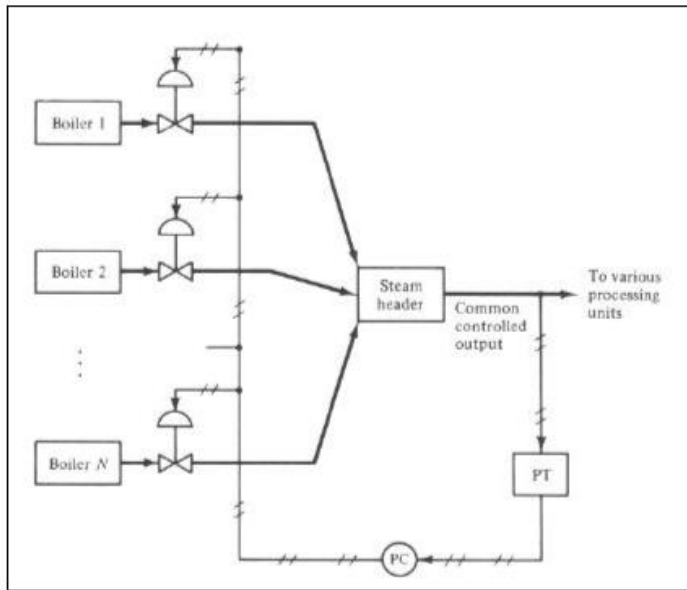 Boiler 1
Boiler 2
Steam
header
To various
processing
units
Common
controlled
output
Boiler N
PT
PC